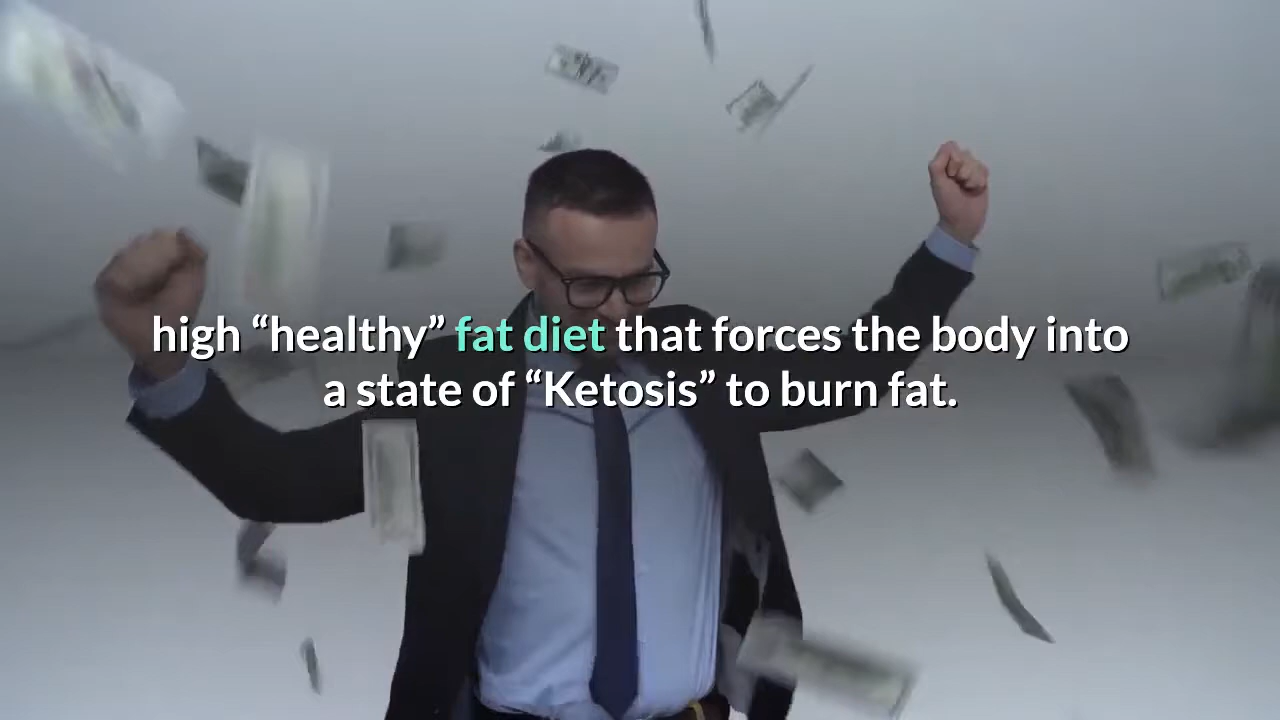 high “healthy” fat diet that forces the body into
a state of “Ketosis” to burn fat.